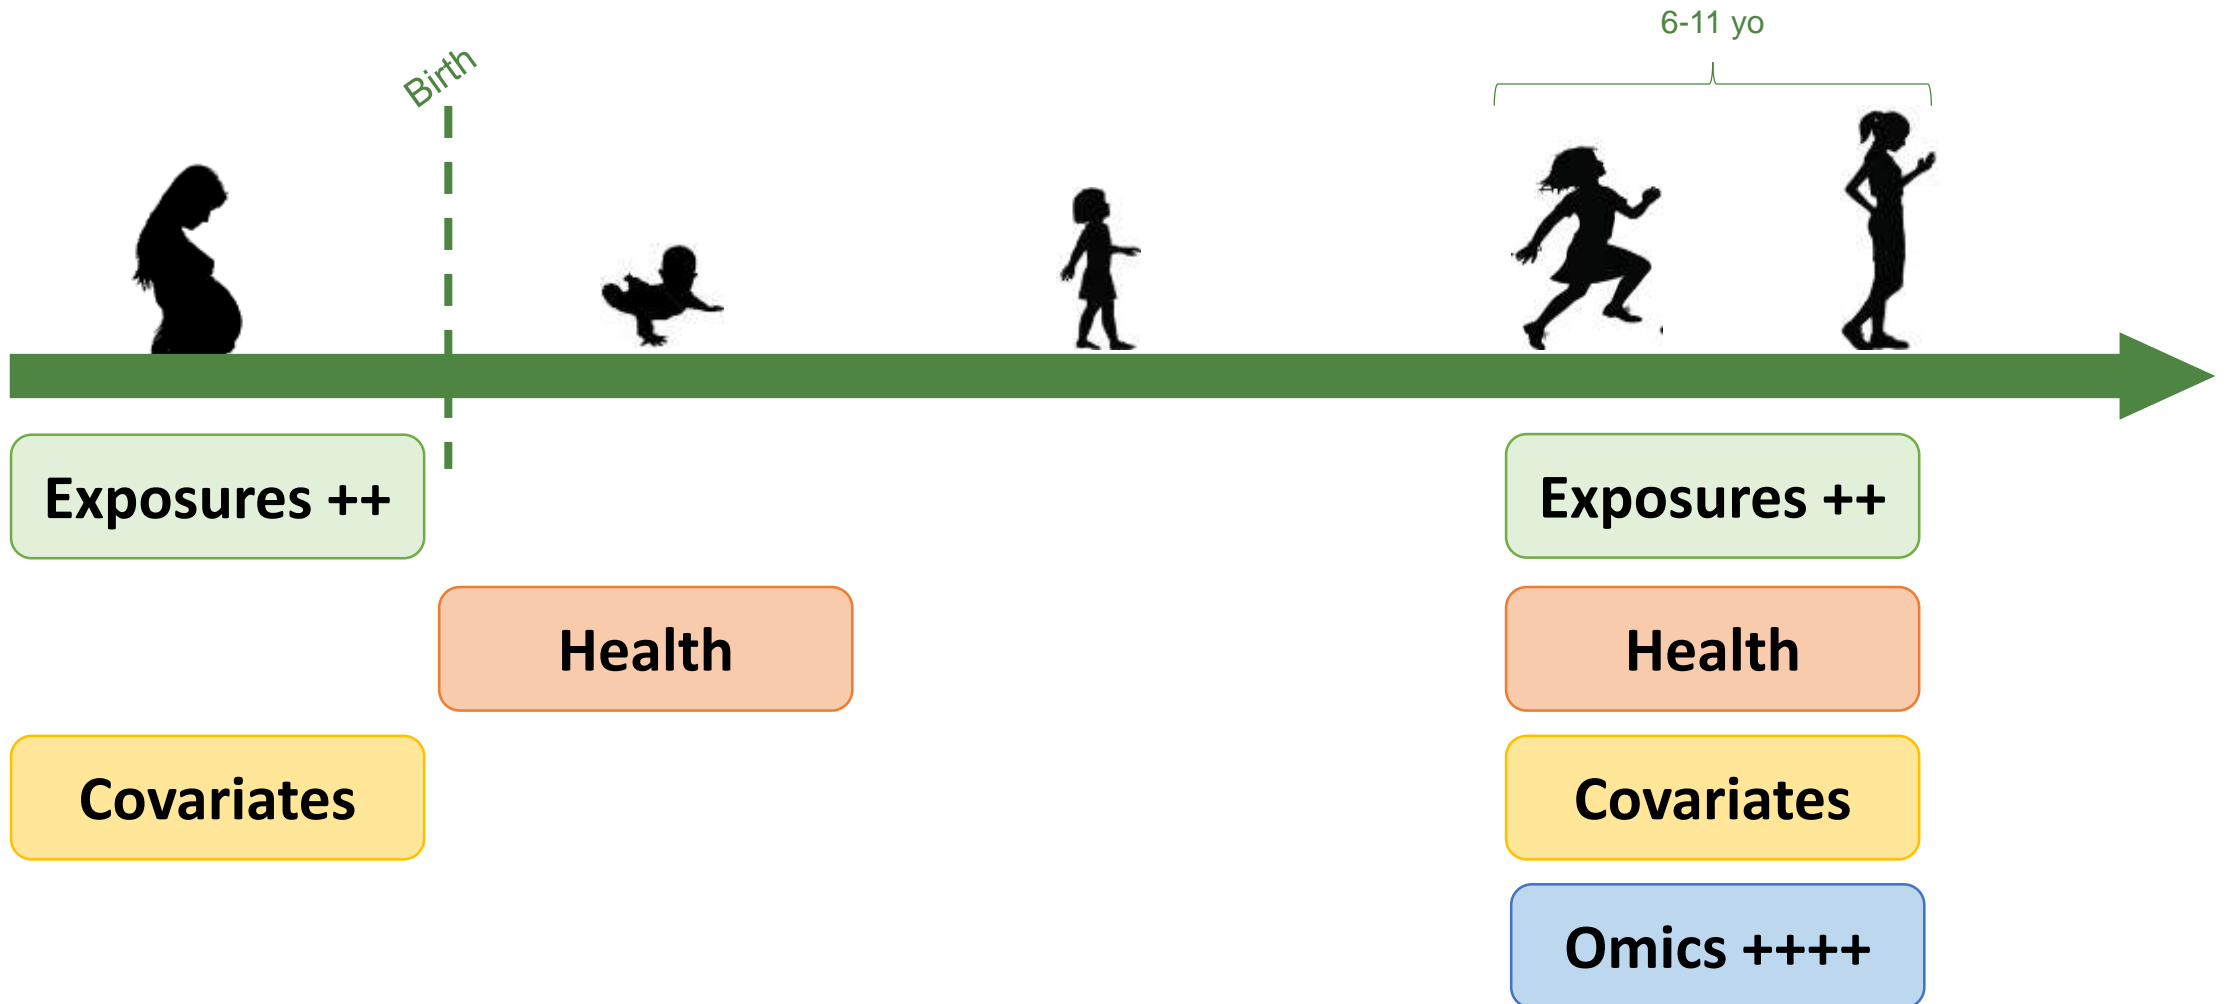 6-11 yo
Birth
Exposures ++
Exposures ++
Health
Health
Covariates
Covariates
Omics ++++